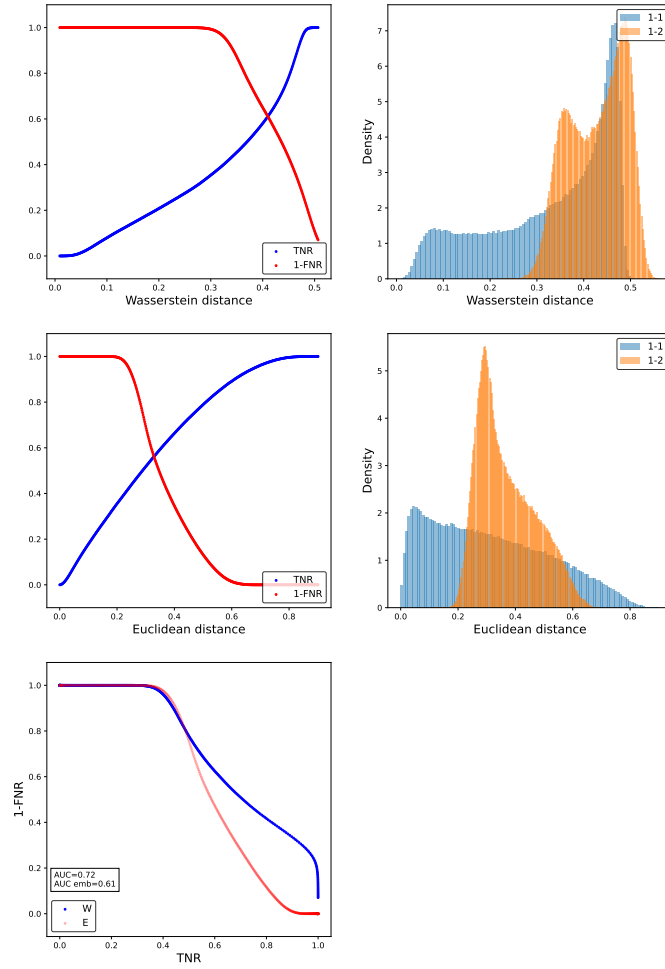 1.0
0.8
0.6
0.4
0.2
0.0
0.0 0.1 0.2 0.3 0.4 0.5
Wasserstein distance
TNR
1-FNR
7
6
5
4
3
2
1
0
Density
0.0 0.1 0.2 0.3 0.4 0.5
Wasserstein distance
1-1
1-2
1.0
0.8
0.6
0.4
0.2
0.0
0.0 0.2 0.4 0.6 0.8
Euclidean distance
TNR
1-FNR
5
4
3
2
1
0
Density
0.0 0.2 0.4 0.6 0.8
Euclidean distance
1-1
1-2
1.0
0.8
0.6
0.4
0.2
0.0
1-FNR
AUC=0.72
AUC emb=0.61
W
E
0.0 0.2 0.4 0.6 0.8 1.0
TNR